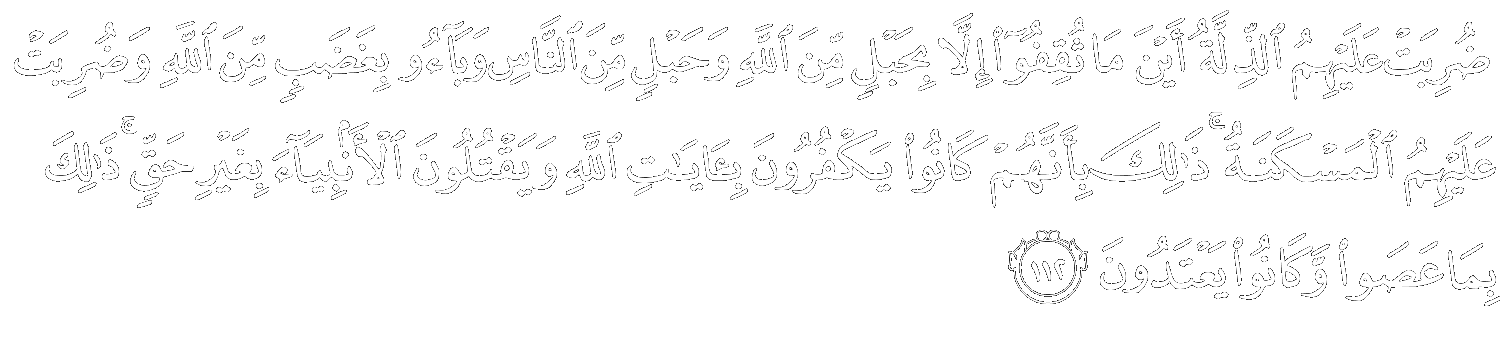 ضُرِبَتْ عَلَيْهِمُ ٱلذِّلَّةُ أَيْنَ مَا ثُقِفُوٓا۟ إِلَّا بِحَبْلٍ مِّنَ ٱللَّهِ وَحَبْلٍ مِّنَ ٱلنَّاسِ وَبَآءُو بِغَضَبٍ مِّنَ ٱللَّهِ وَضُرِبَتْ
عَلَيْهِمُ ٱلْمَسْكَنَةُ ۚ ذَٰلِكَ بِأَنَّهُمْ كَانُوا۟ يَكْفُرُونَ بِـَٔايَـٰتِ ٱللَّهِ وَيَقْتُلُونَ ٱلْأَنۢبِيَآءَ بِغَيْرِ حَقٍّ ۚ ذَٰلِكَ
بِمَا عَصَوا۟ وَّكَانُوا۟ يَعْتَدُونَ ١١٢